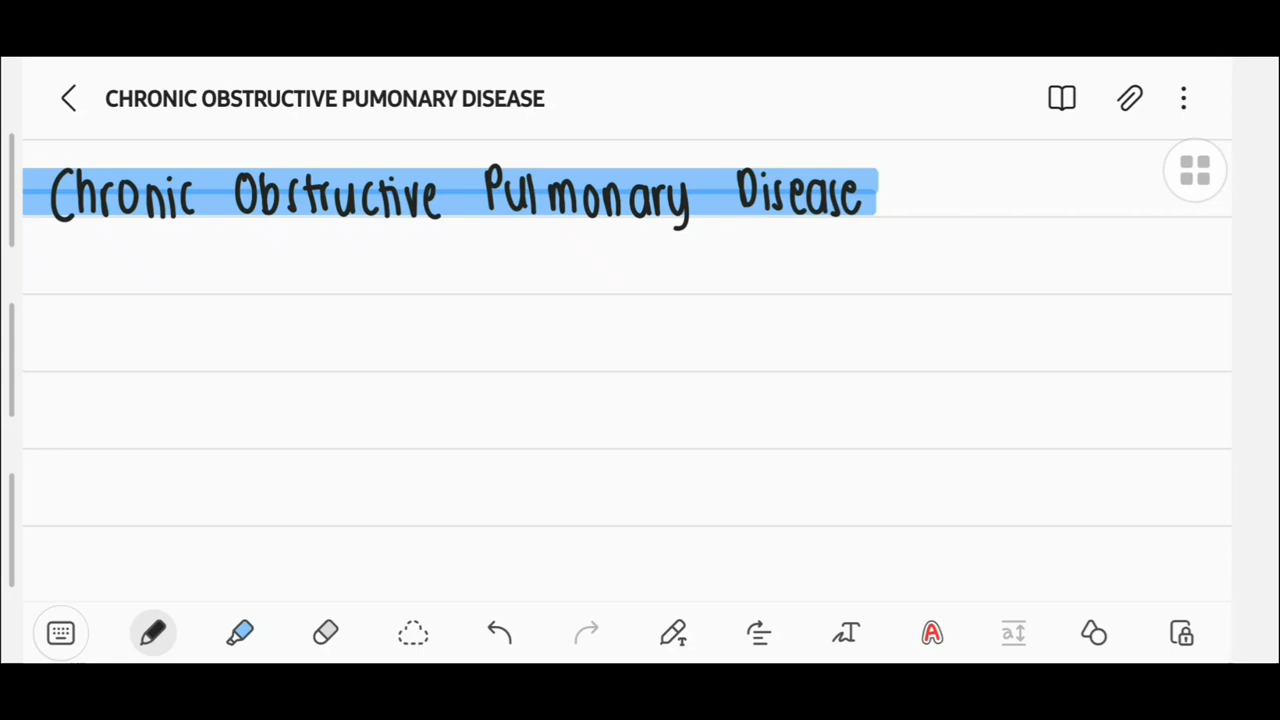 CHRONIC OBSTRUCTIVE PUMONARY DISEASE
Chronic Obstructive Pulmonary Disease